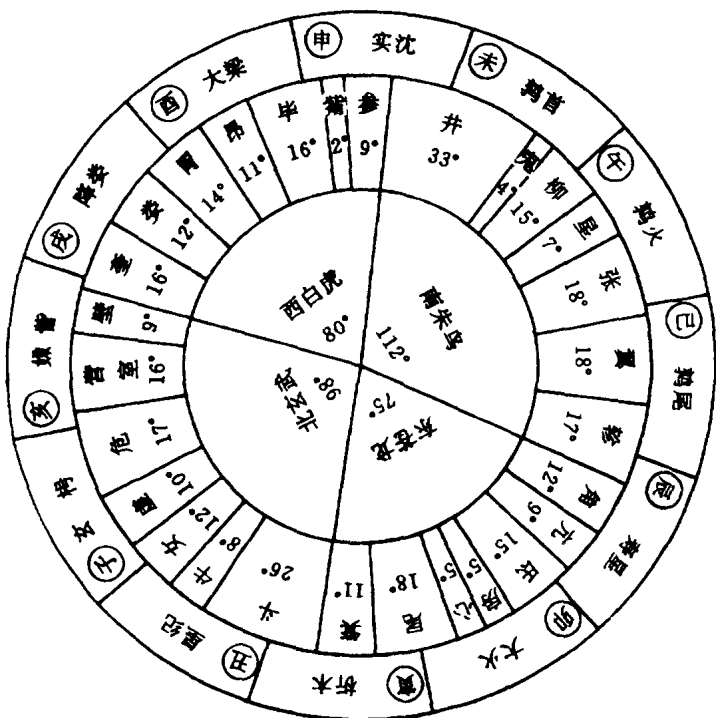 申
实沈
未
鹑首
午
鹑火
巳
鹑尾
辰
寿星
卯
大火
寅
析木
丑
星纪
子
玄枵
亥
娵訾
戌
降娄
酉
大梁
井
33°
鬼
4°
柳
15°
星
7°
张
18°
翼
18°
轸
17°
角
12°
亢
9°
氐
15°
房
5°
心
5°
尾
18°
箕
11°
斗
26°
牛
8°
女
12°
虚
10°
危
17°
营室
16°
壁
9°
奎
16°
娄
12°
胃
14°
昴
11°
毕
16°
觜
2°
参
9°
西白虎
80°
南朱鸟
112°
东苍龙
75°
北玄武
98°